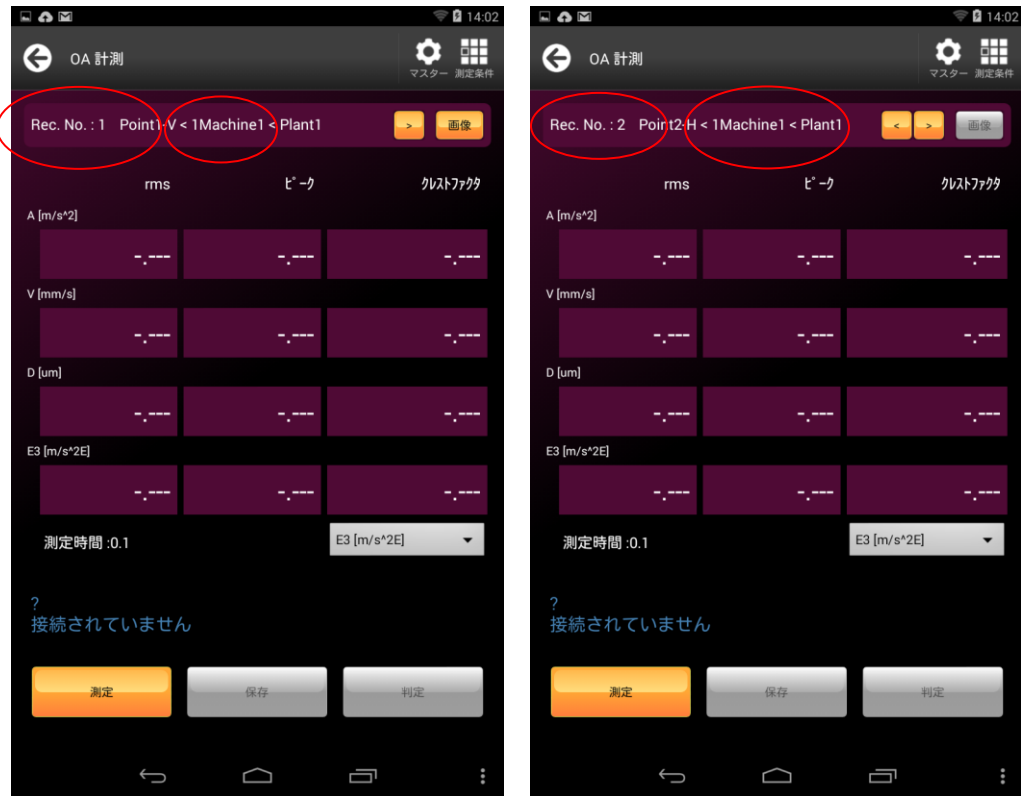 14:02
OA 計測
マスター 測定条件
Rec. No. : 1 Point1-V < 1Machine1 < Plant1 > 画像
rms ﾋﾟｰｸ ｸﾚｽﾄﾌｧｸﾀ
A [m/s^2]
-.--- -.--- -.---
V [mm/s]
-.--- -.--- -.---
D [um]
-.--- -.--- -.---
E3 [m/s^2E]
-.--- -.--- -.---
測定時間 :0.1 E3 [m/s^2E]
?
接続されていません
測定 保存 判定
14:02
OA 計測
マスター 測定条件
Rec. No. : 2 Point2-H < 1Machine1 < Plant1 < > 画像
rms ﾋﾟｰｸ ｸﾚｽﾄﾌｧｸﾀ
A [m/s^2]
-.--- -.--- -.---
V [mm/s]
-.--- -.--- -.---
D [um]
-.--- -.--- -.---
E3 [m/s^2E]
-.--- -.--- -.---
測定時間 :0.1 E3 [m/s^2E]
?
接続されていません
測定 保存 判定